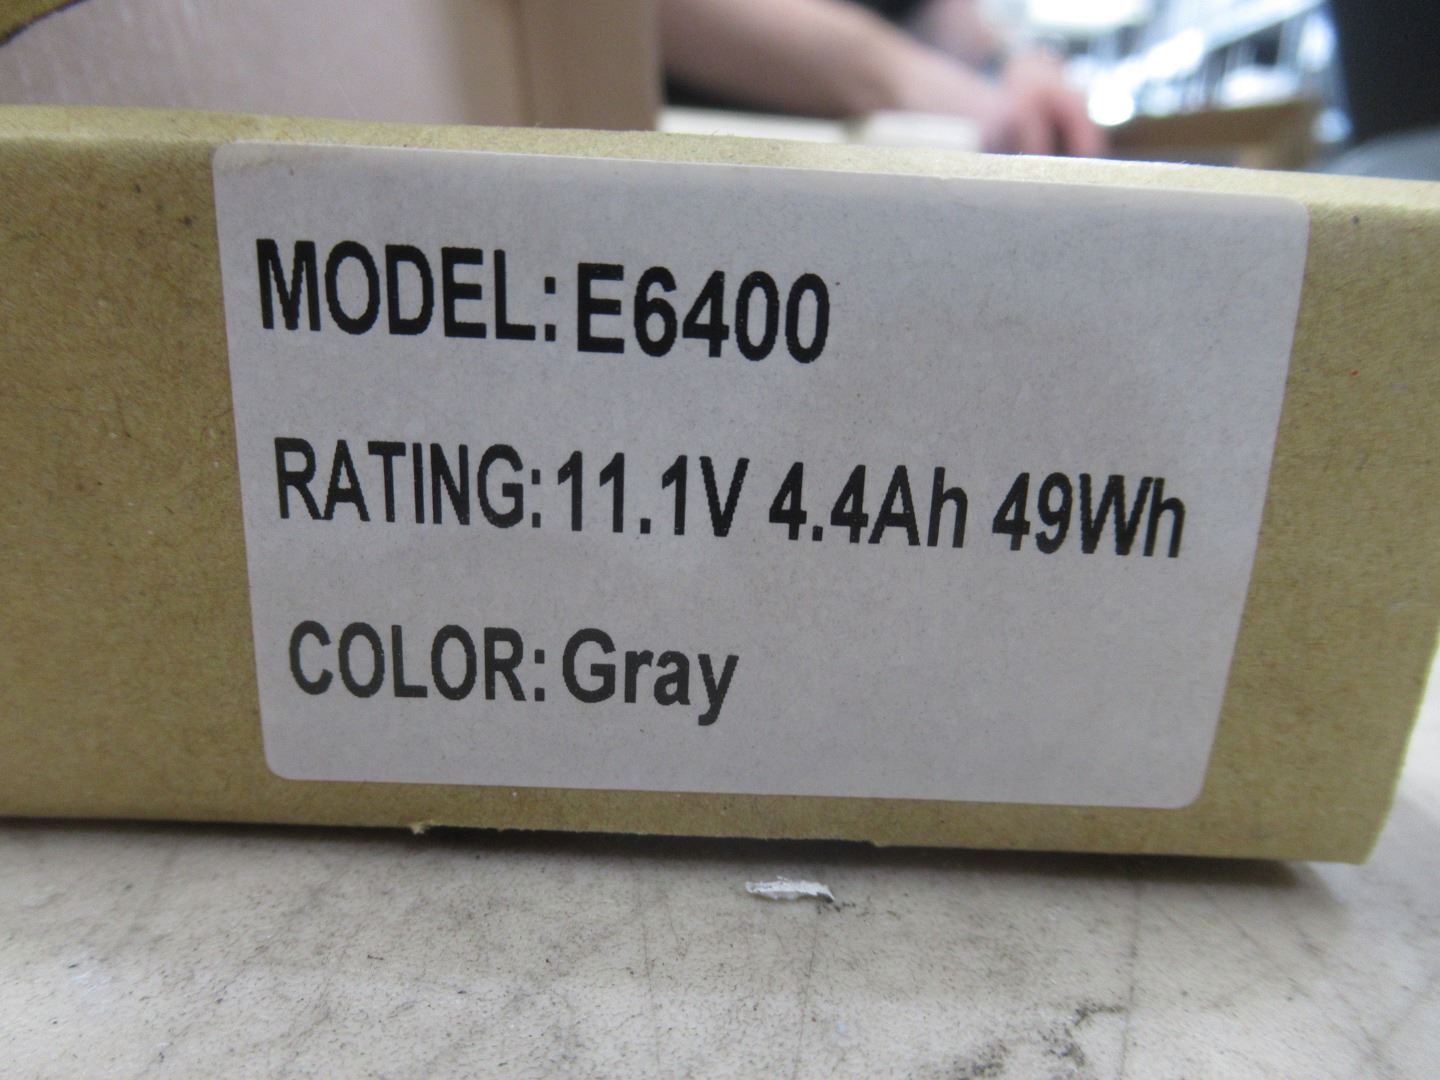 MODEL:E6400
RATING:11.1V 4.4Ah 49Wh
COLOR:Gray